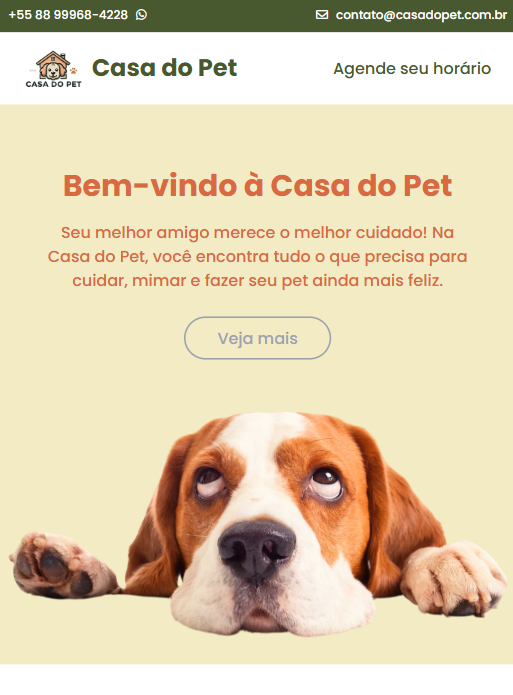 +55 88 99968-4228
contato@casadopet.com.br
CASA DO PET
Casa do Pet
Agende seu horário
Bem-vindo à Casa do Pet
Seu melhor amigo merece o melhor cuidado! Na
Casa do Pet, você encontra tudo o que precisa para
cuidar, mimar e fazer seu pet ainda mais feliz.
Veja mais